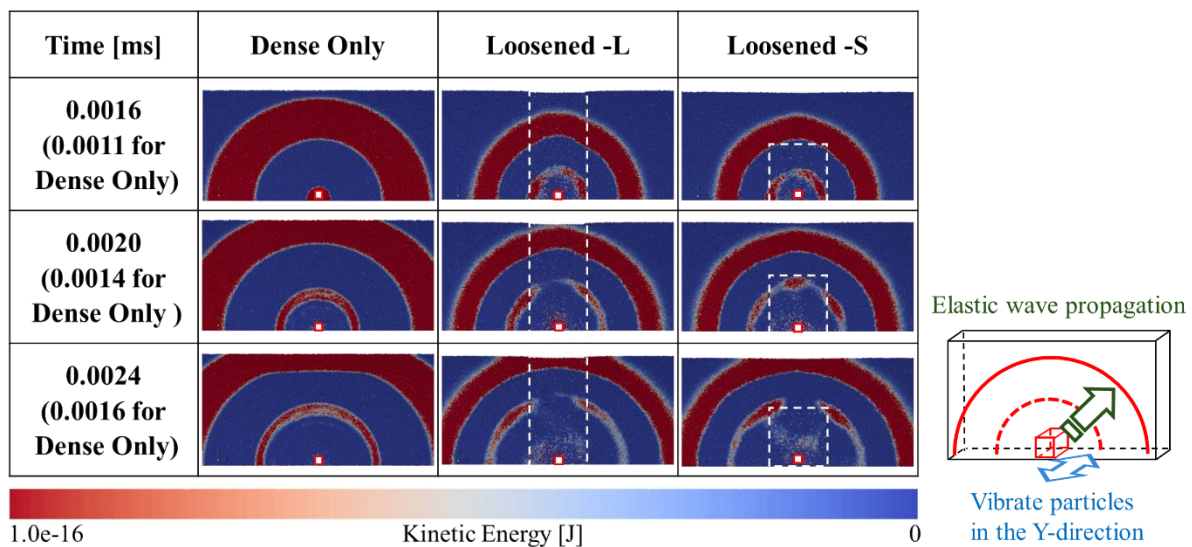 Time [ms]
Dense Only
Loosened -L
Loosened -S
0.0016
(0.0011 for
Dense Only)
0.0020
(0.0014 for
Dense Only )
0.0024
(0.0016 for
Dense Only)
Elastic wave propagation
Vibrate particles
in the Y-direction
1.0e-16
Kinetic Energy [J]
0